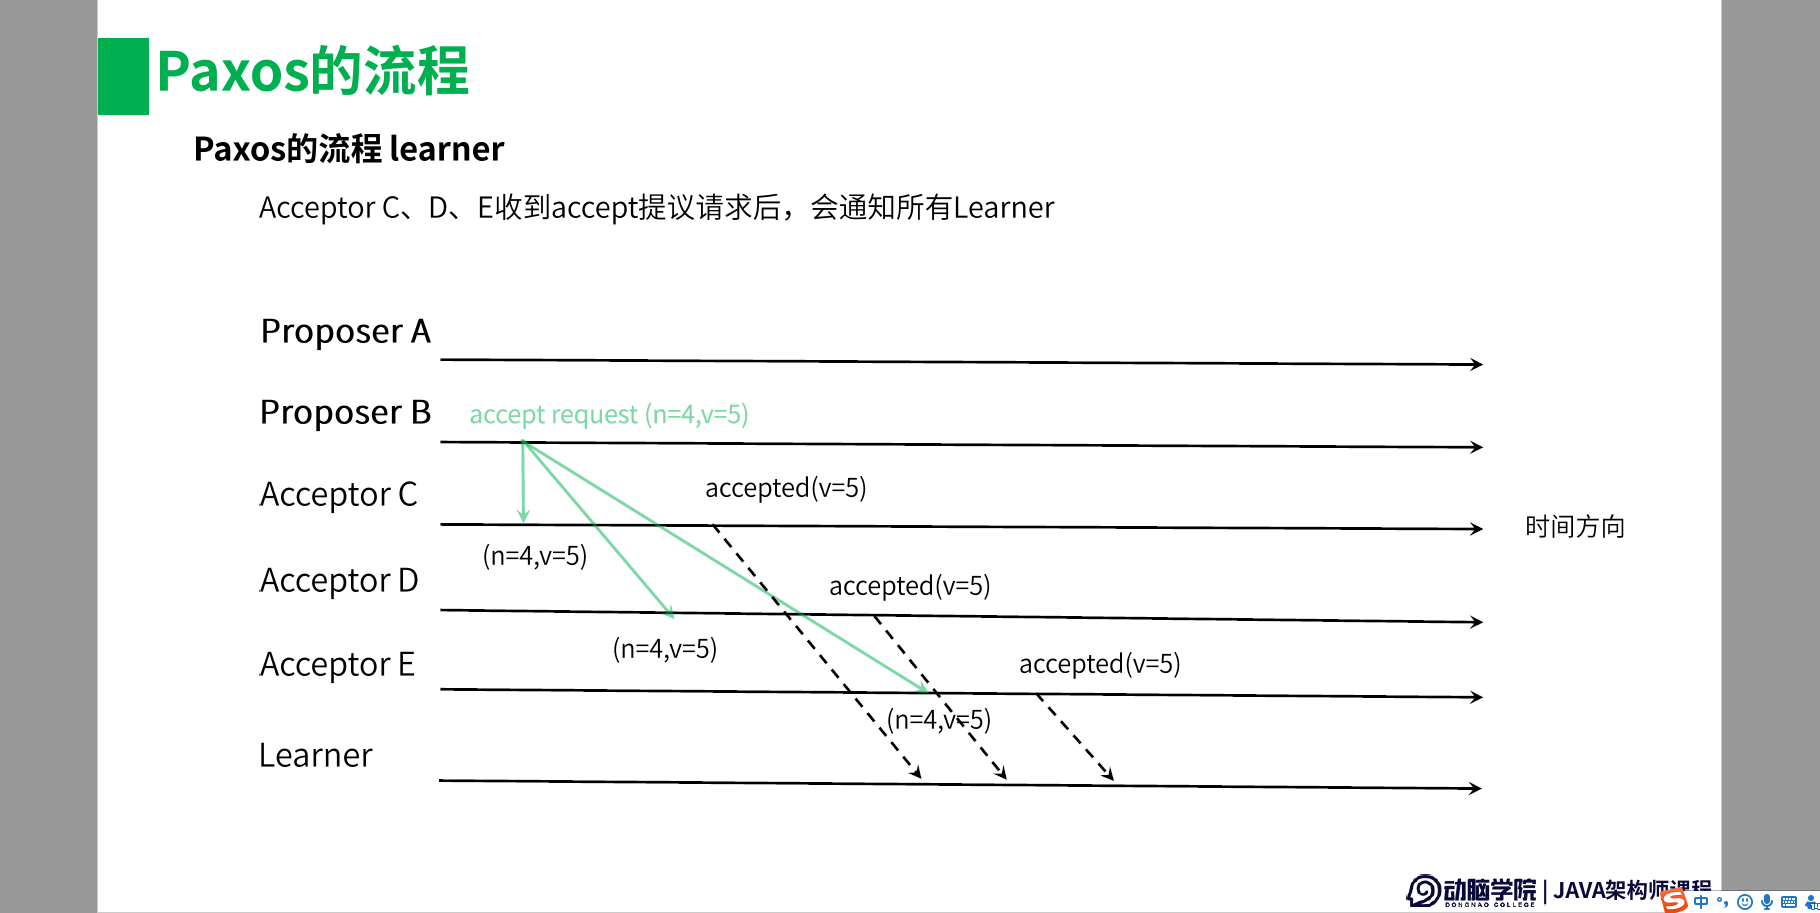 Paxos的流程
Paxos的流程 learner
Acceptor C、D、E收到accept提议请求后，会通知所有Learner
Proposer A
Proposer B
accept request (n=4,v=5)
Acceptor C
accepted(v=5)
时间方向
(n=4,v=5)
Acceptor D
accepted(v=5)
(n=4,v=5)
Acceptor E
accepted(v=5)
(n=4,v=5)
Learner
动脑学院 | JAVA架构师课程
DONGNAO COLLEGE
S 中